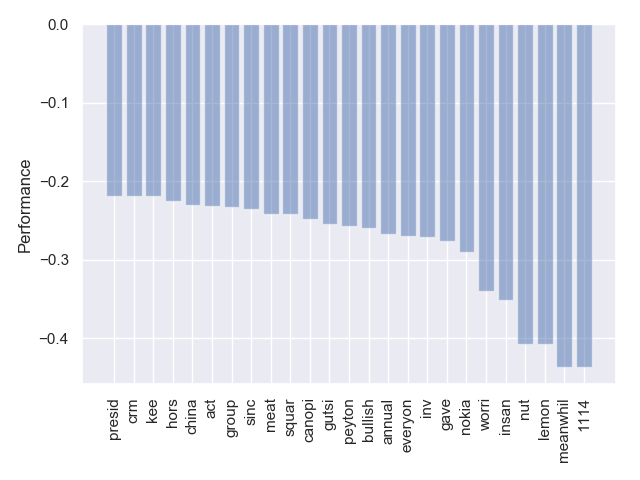 0.0
−0.1
−0.2
−0.3
−0.4
Performance
presid
crm
kee
hors
china
act
group
sinc
meat
squar
canopi
gutsi
peyton
bullish
annual
everyon
inv
gave
nokia
worri
insan
nut
lemon
meanwhil
1114